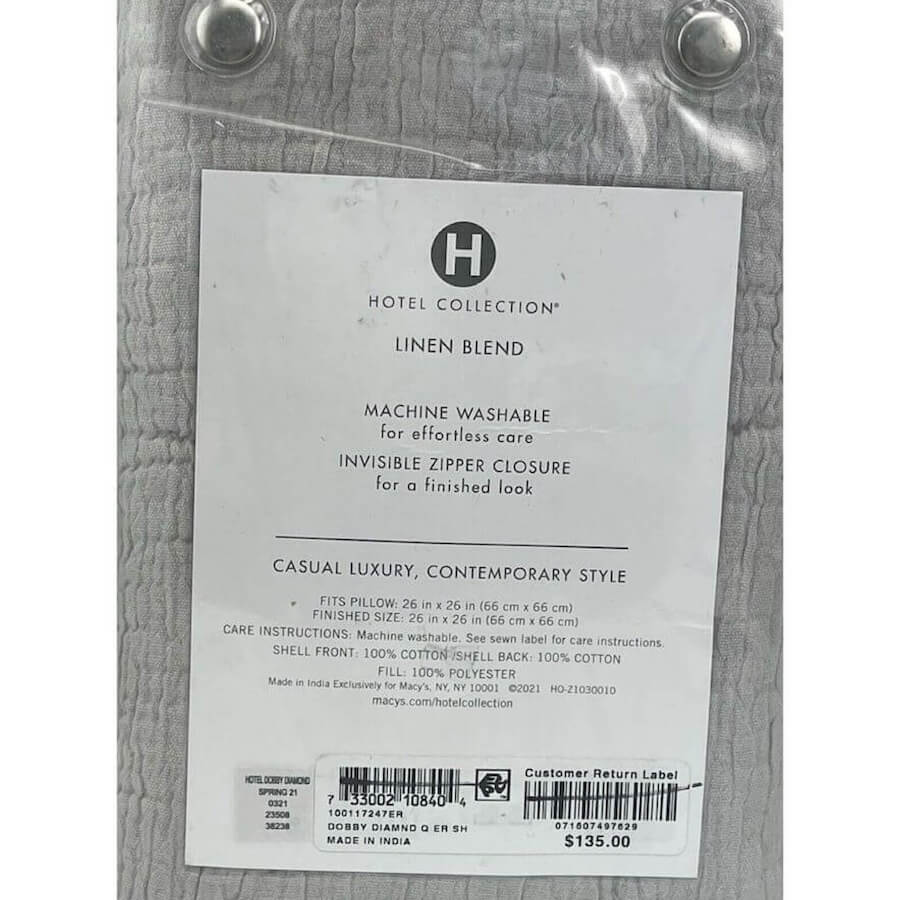 H
HOTEL COLLECTION®
LINEN BLEND
MACHINE WASHABLE
for effortless care
INVISIBLE ZIPPER CLOSURE
for a finished look
CASUAL LUXURY, CONTEMPORARY STYLE
FITS PILLOW: 26 in x 26 in (66 cm x 66 cm)
FINISHED SIZE: 26 in x 26 in (66 cm x 66 cm)
CARE INSTRUCTIONS: Machine washable. See sewn label for care instructions.
SHELL FRONT: 100% COTTON /SHELL BACK: 100% COTTON
FILL: 100% POLYESTER
Made in India Exclusively for Macy's, NY, NY 10001 ©2021 HO-Z1030010
macys.com/hotelcollection
HOTEL DOBBY DIAMOND
SPRING 21
0321
23508
38238
7 33002 10840 4
100117247ER
DOBBY DIAMND Q ER SH
MADE IN INDIA
Customer Return Label
071607497629
$135.00